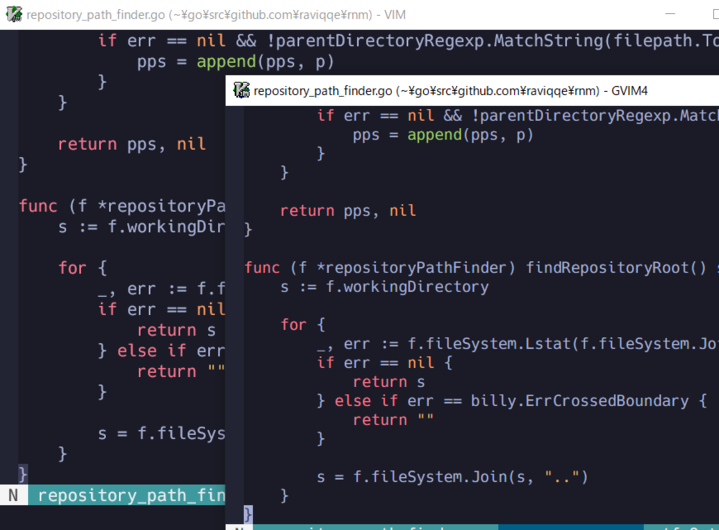 repository_path_finder.go (~¥go¥src¥github.com¥raviqqe¥rnm) - VIM
if err == nil && !parentDirectoryRegexp.MatchString(filepath.To
pps = append(pps, p)
}
}
return pps, nil
}
func (f *repositoryPa
s := f.workingDir
for {
_, err := f.f
if err == nil
return s
} else if err
return ""
}
s = f.fileSys
}
}
N repository_path_fin
repository_path_finder.go (~¥go¥src¥github.com¥raviqqe¥rnm) - GVIM4
if err == nil && !parentDirectoryRegexp.Match
pps = append(pps, p)
}
}
return pps, nil
}
func (f *repositoryPathFinder) findRepositoryRoot() s
s := f.workingDirectory
for {
_, err := f.fileSystem.Lstat(f.fileSystem.Joi
if err == nil {
return s
} else if err == billy.ErrCrossedBoundary {
return ""
}
s = f.fileSystem.Join(s, "..")
}
}